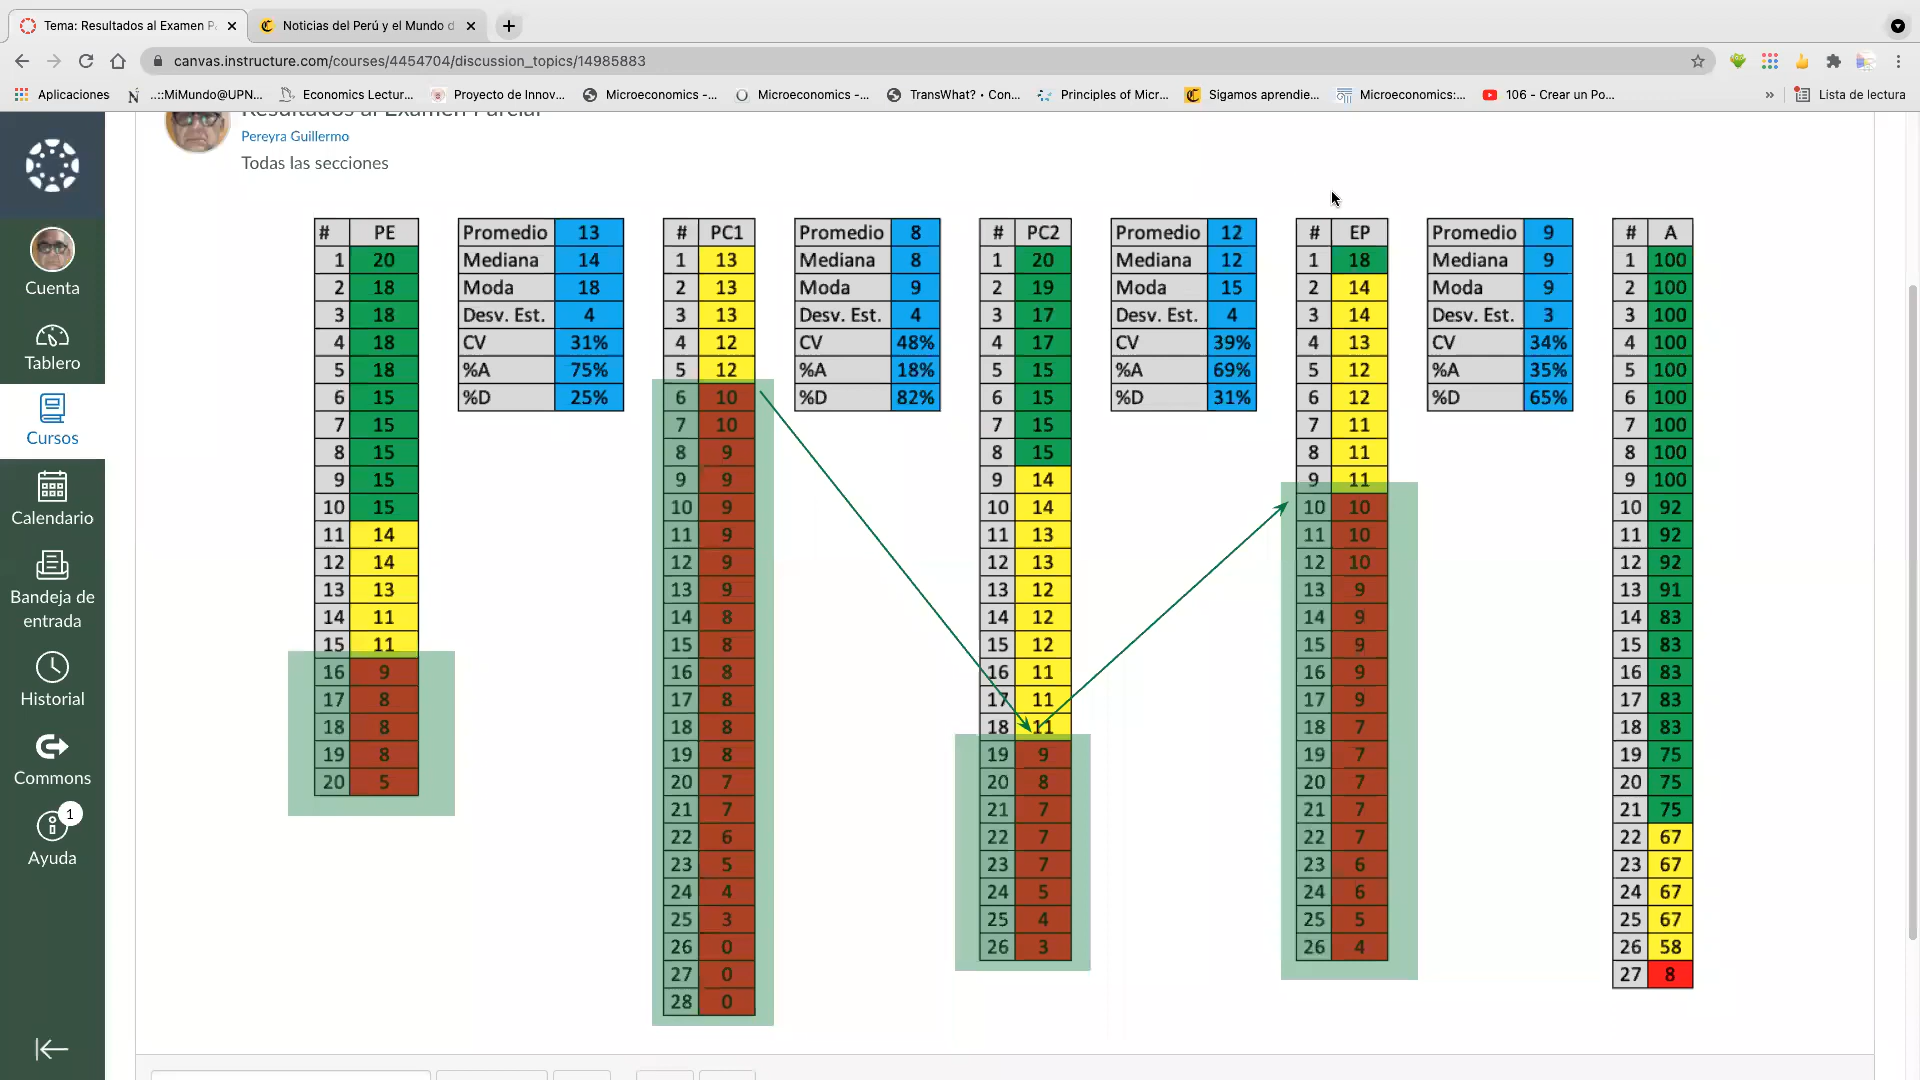 Tema: Resultados al Examen P
Noticias del Perú y el Mundo d
canvas.instructure.com/courses/4454704/discussion_topics/14985883
Aplicaciones
..::MiMundo@UPN...
Economics Lectur...
Proyecto de Innov...
Microeconomics -...
Microeconomics -...
TransWhat? • Con...
Principles of Micr...
Sigamos aprendie...
Microeconomics:...
106 - Crear un Po...
»
Lista de lectura
Cuenta
Tablero
Cursos
Calendario
Bandeja de
entrada
Historial
Commons
1
Ayuda
Resultados al Examen Parcial
Pereyra Guillermo
Todas las secciones
# PE
1 20
2 18
3 18
4 18
5 18
6 15
7 15
8 15
9 15
10 15
11 14
12 14
13 13
14 11
15 11
16 9
17 8
18 8
19 8
20 5
Promedio 13
Mediana 14
Moda 18
Desv. Est. 4
CV 31%
%A 75%
%D 25%
# PC1
1 13
2 13
3 13
4 12
5 12
6 10
7 10
8 9
9 9
10 9
11 9
12 9
13 9
14 8
15 8
16 8
17 8
18 8
19 8
20 7
21 7
22 6
23 5
24 4
25 3
26 0
27 0
28 0
Promedio 8
Mediana 8
Moda 9
Desv. Est. 4
CV 48%
%A 18%
%D 82%
# PC2
1 20
2 19
3 17
4 17
5 15
6 15
7 15
8 15
9 14
10 14
11 13
12 13
13 12
14 12
15 12
16 11
17 11
18 11
19 9
20 8
21 7
22 7
23 7
24 5
25 4
26 3
Promedio 12
Mediana 12
Moda 15
Desv. Est. 4
CV 39%
%A 69%
%D 31%
# EP
1 18
2 14
3 14
4 13
5 12
6 12
7 11
8 11
9 11
10 10
11 10
12 10
13 9
14 9
15 9
16 9
17 9
18 7
19 7
20 7
21 7
22 7
23 6
24 6
25 5
26 4
Promedio 9
Mediana 9
Moda 9
Desv. Est. 3
CV 34%
%A 35%
%D 65%
# A
1 100
2 100
3 100
4 100
5 100
6 100
7 100
8 100
9 100
10 92
11 92
12 92
13 91
14 83
15 83
16 83
17 83
18 83
19 75
20 75
21 75
22 67
23 67
24 67
25 67
26 58
27 8